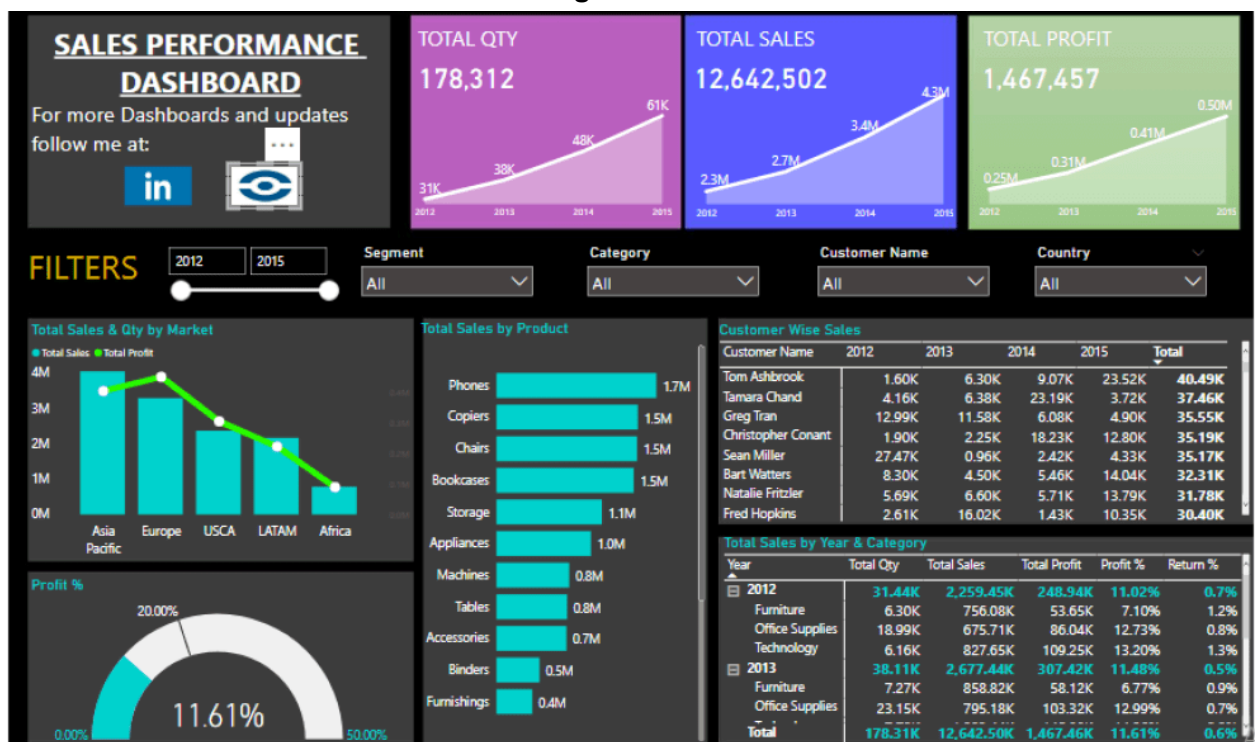 SALES PERFORMANCE
DASHBOARD
For more Dashboards and updates
follow me at:
...
in
TOTAL QTY
178,312
31K
38K
48K
61K
2012 2013 2014 2015
TOTAL SALES
12,642,502
2.3M
2.7M
3.4M
4.3M
2012 2013 2014 2015
TOTAL PROFIT
1,467,457
0.25M
0.31M
0.41M
0.50M
2012 2013 2014 2015
FILTERS
2012 2015
Segment
All
Category
All
Customer Name
All
Country
All
Total Sales & Qty by Market
Total Sales Total Profit
4M
3M
2M
1M
0M
Asia Pacific Europe USCA LATAM Africa
Profit %
20.00%
11.61%
0.00% 50.00%
Total Sales by Product
Phones 1.7M
Copiers 1.5M
Chairs 1.5M
Bookcases 1.5M
Storage 1.1M
Appliances 1.0M
Machines 0.8M
Tables 0.8M
Accessories 0.7M
Binders 0.5M
Furnishings 0.4M
Customer Wise Sales
Customer Name 2012 2013 2014 2015 Total
Tom Ashbrook 1.60K 6.30K 9.07K 23.52K 40.49K
Tamara Chand 4.16K 6.38K 23.19K 3.72K 37.46K
Greg Tran 12.99K 11.58K 6.08K 4.90K 35.55K
Christopher Conant 1.90K 2.25K 18.23K 12.80K 35.19K
Sean Miller 27.47K 0.96K 2.42K 4.33K 35.17K
Bart Watters 8.30K 4.50K 5.46K 14.04K 32.31K
Natalie Fritzler 5.69K 6.60K 5.71K 13.79K 31.78K
Fred Hopkins 2.61K 16.02K 1.43K 10.35K 30.40K
Total Sales by Year & Category
Year Total Qty Total Sales Total Profit Profit % Return %
2012 31.44K 2,259.45K 248.94K 11.02% 0.7%
Furniture 6.30K 756.08K 53.65K 7.10% 1.2%
Office Supplies 18.99K 675.71K 86.04K 12.73% 0.8%
Technology 6.16K 827.65K 109.25K 13.20% 1.3%
2013 38.11K 2,677.44K 307.42K 11.48% 0.5%
Furniture 7.27K 858.82K 58.12K 6.77% 0.9%
Office Supplies 23.15K 795.18K 103.32K 12.99% 0.7%
Total 178.31K 12,642.50K 1,467.46K 11.61% 0.6%